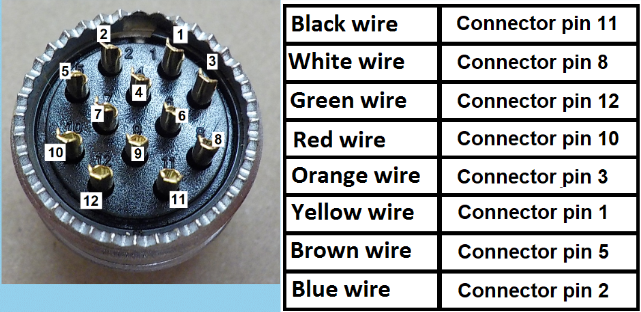 2 1
5 3
4
7 6
10 9 8
12 11
2
Black wire Connector pin 11
White wire Connector pin 8
Green wire Connector pin 12
Red wire Connector pin 10
Orange wire Connector pin 3
Yellow wire Connector pin 1
Brown wire Connector pin 5
Blue wire Connector pin 2